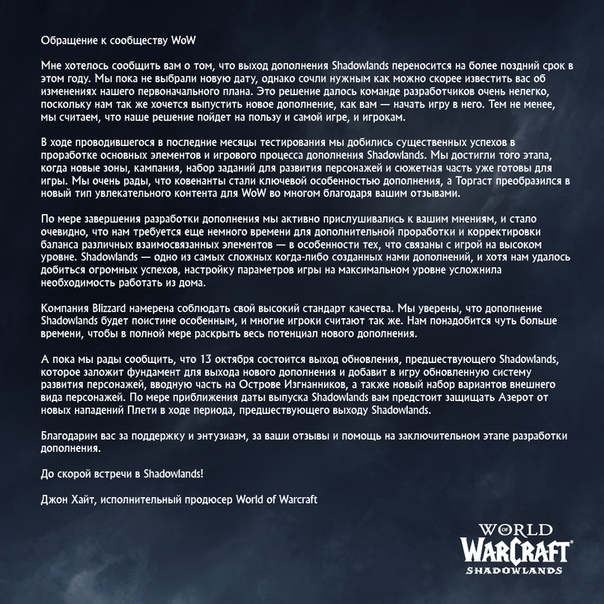 Обращение к сообществу WoW
Мне хотелось сообщить вам о том, что выход дополнения Shadowlands переносится на более поздний срок в
этом году. Мы пока не выбрали новую дату, однако сочли нужным как можно скорее известить вас об
изменениях нашего первоначального плана. Это решение далось команде разработчиков очень нелегко,
поскольку нам так же хочется выпустить новое дополнение, как вам — начать игру в него. Тем не менее,
мы считаем, что наше решение пойдет на пользу и самой игре, и игрокам.
В ходе проводившегося в последние месяцы тестирования мы добились существенных успехов в
проработке основных элементов и игрового процесса дополнения Shadowlands. Мы достигли того этапа,
когда новые зоны, кампания, набор заданий для развития персонажей и сюжетная часть уже готовы для
игры. Мы очень рады, что ковенанты стали ключевой особенностью дополнения, а Торгаст преобразился в
новый тип увлекательного контента для WoW во многом благодаря вашим отзывам.
По мере завершения разработки дополнения мы активно прислушивались к вашим мнениям, и стало
очевидно, что нам требуется еще немного времени для дополнительной проработки и корректировки
баланса различных взаимосвязанных элементов — в особенности тех, что связаны с игрой на высоком
уровне. Shadowlands — одно из самых сложных когда-либо созданных нами дополнений, и хотя нам удалось
добиться огромных успехов, настройку параметров игры на максимальном уровне усложнила
необходимость работать из дома.
Компания Blizzard намерена соблюдать свой высокий стандарт качества. Мы уверены, что дополнение
Shadowlands будет поистине особенным, и многие игроки считают так же. Нам понадобится чуть больше
времени, чтобы в полной мере раскрыть весь потенциал нового дополнения.
А пока мы рады сообщить, что 13 октября состоится выход обновления, предшествующего Shadowlands,
которое заложит фундамент для выхода нового дополнения и добавит в игру обновленную систему
развития персонажей, вводную часть на Острове Изгнанников, а также новый набор вариантов внешнего
вида персонажей. По мере приближения даты выпуска Shadowlands вам предстоит защищать Азерот от
новых нападений Плети в ходе периода, предшествующего выходу Shadowlands.
Благодарим вас за поддержку и энтузиазм, за ваши отзывы и помощь на заключительном этапе разработки
дополнения.
До скорой встречи в Shadowlands!
Джон Хайт, исполнительный продюсер World of Warcraft
WORLD OF
WARCRAFT®
SHADOWLANDS